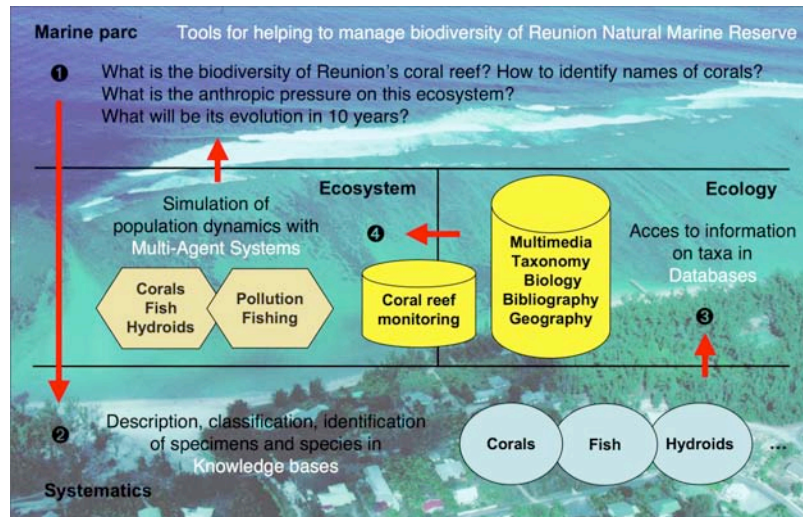 Marine parc
Tools for helping to manage biodiversity of Reunion Natural Marine Reserve
❶
What is the biodiversity of Reunion's coral reef? How to identify names of corals?
What is the anthropic pressure on this ecosystem?
What will be its evolution in 10 years?
Ecosystem
Simulation of
population dynamics with
Multi-Agent Systems
❹
Corals
Fish
Hydroids
Pollution
Fishing
Coral reef
monitoring
Multimedia
Taxonomy
Biology
Bibliography
Geography
Ecology
Acces to information
on taxa in
Databases
❸
❷
Description, classification, identification
of specimens and species in
Knowledge bases
Corals
Fish
Hydroids
...
Systematics